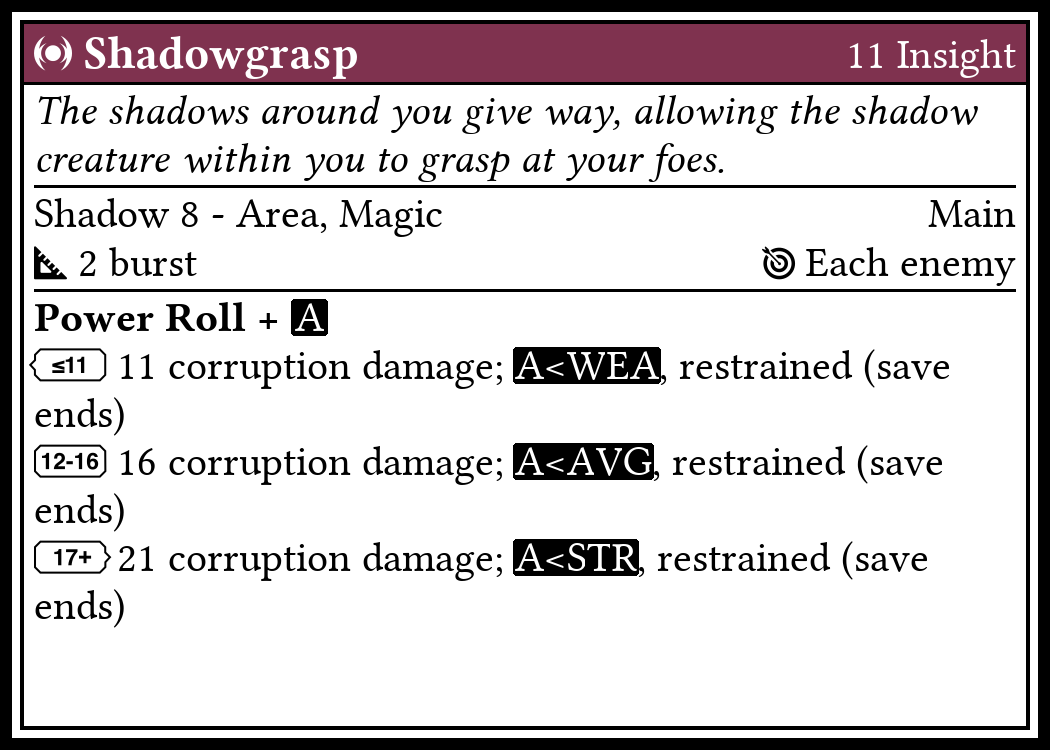 Shadowgrasp 11 Insight
The shadows around you give way, allowing the shadow
creature within you to grasp at your foes.
Shadow 8 - Area, Magic Main
2 burst Each enemy
Power Roll + A
≤11 11 corruption damage; A<WEA, restrained (save
ends)
12-16 16 corruption damage; A<AVG, restrained (save
ends)
17+ 21 corruption damage; A<STR, restrained (save
ends)